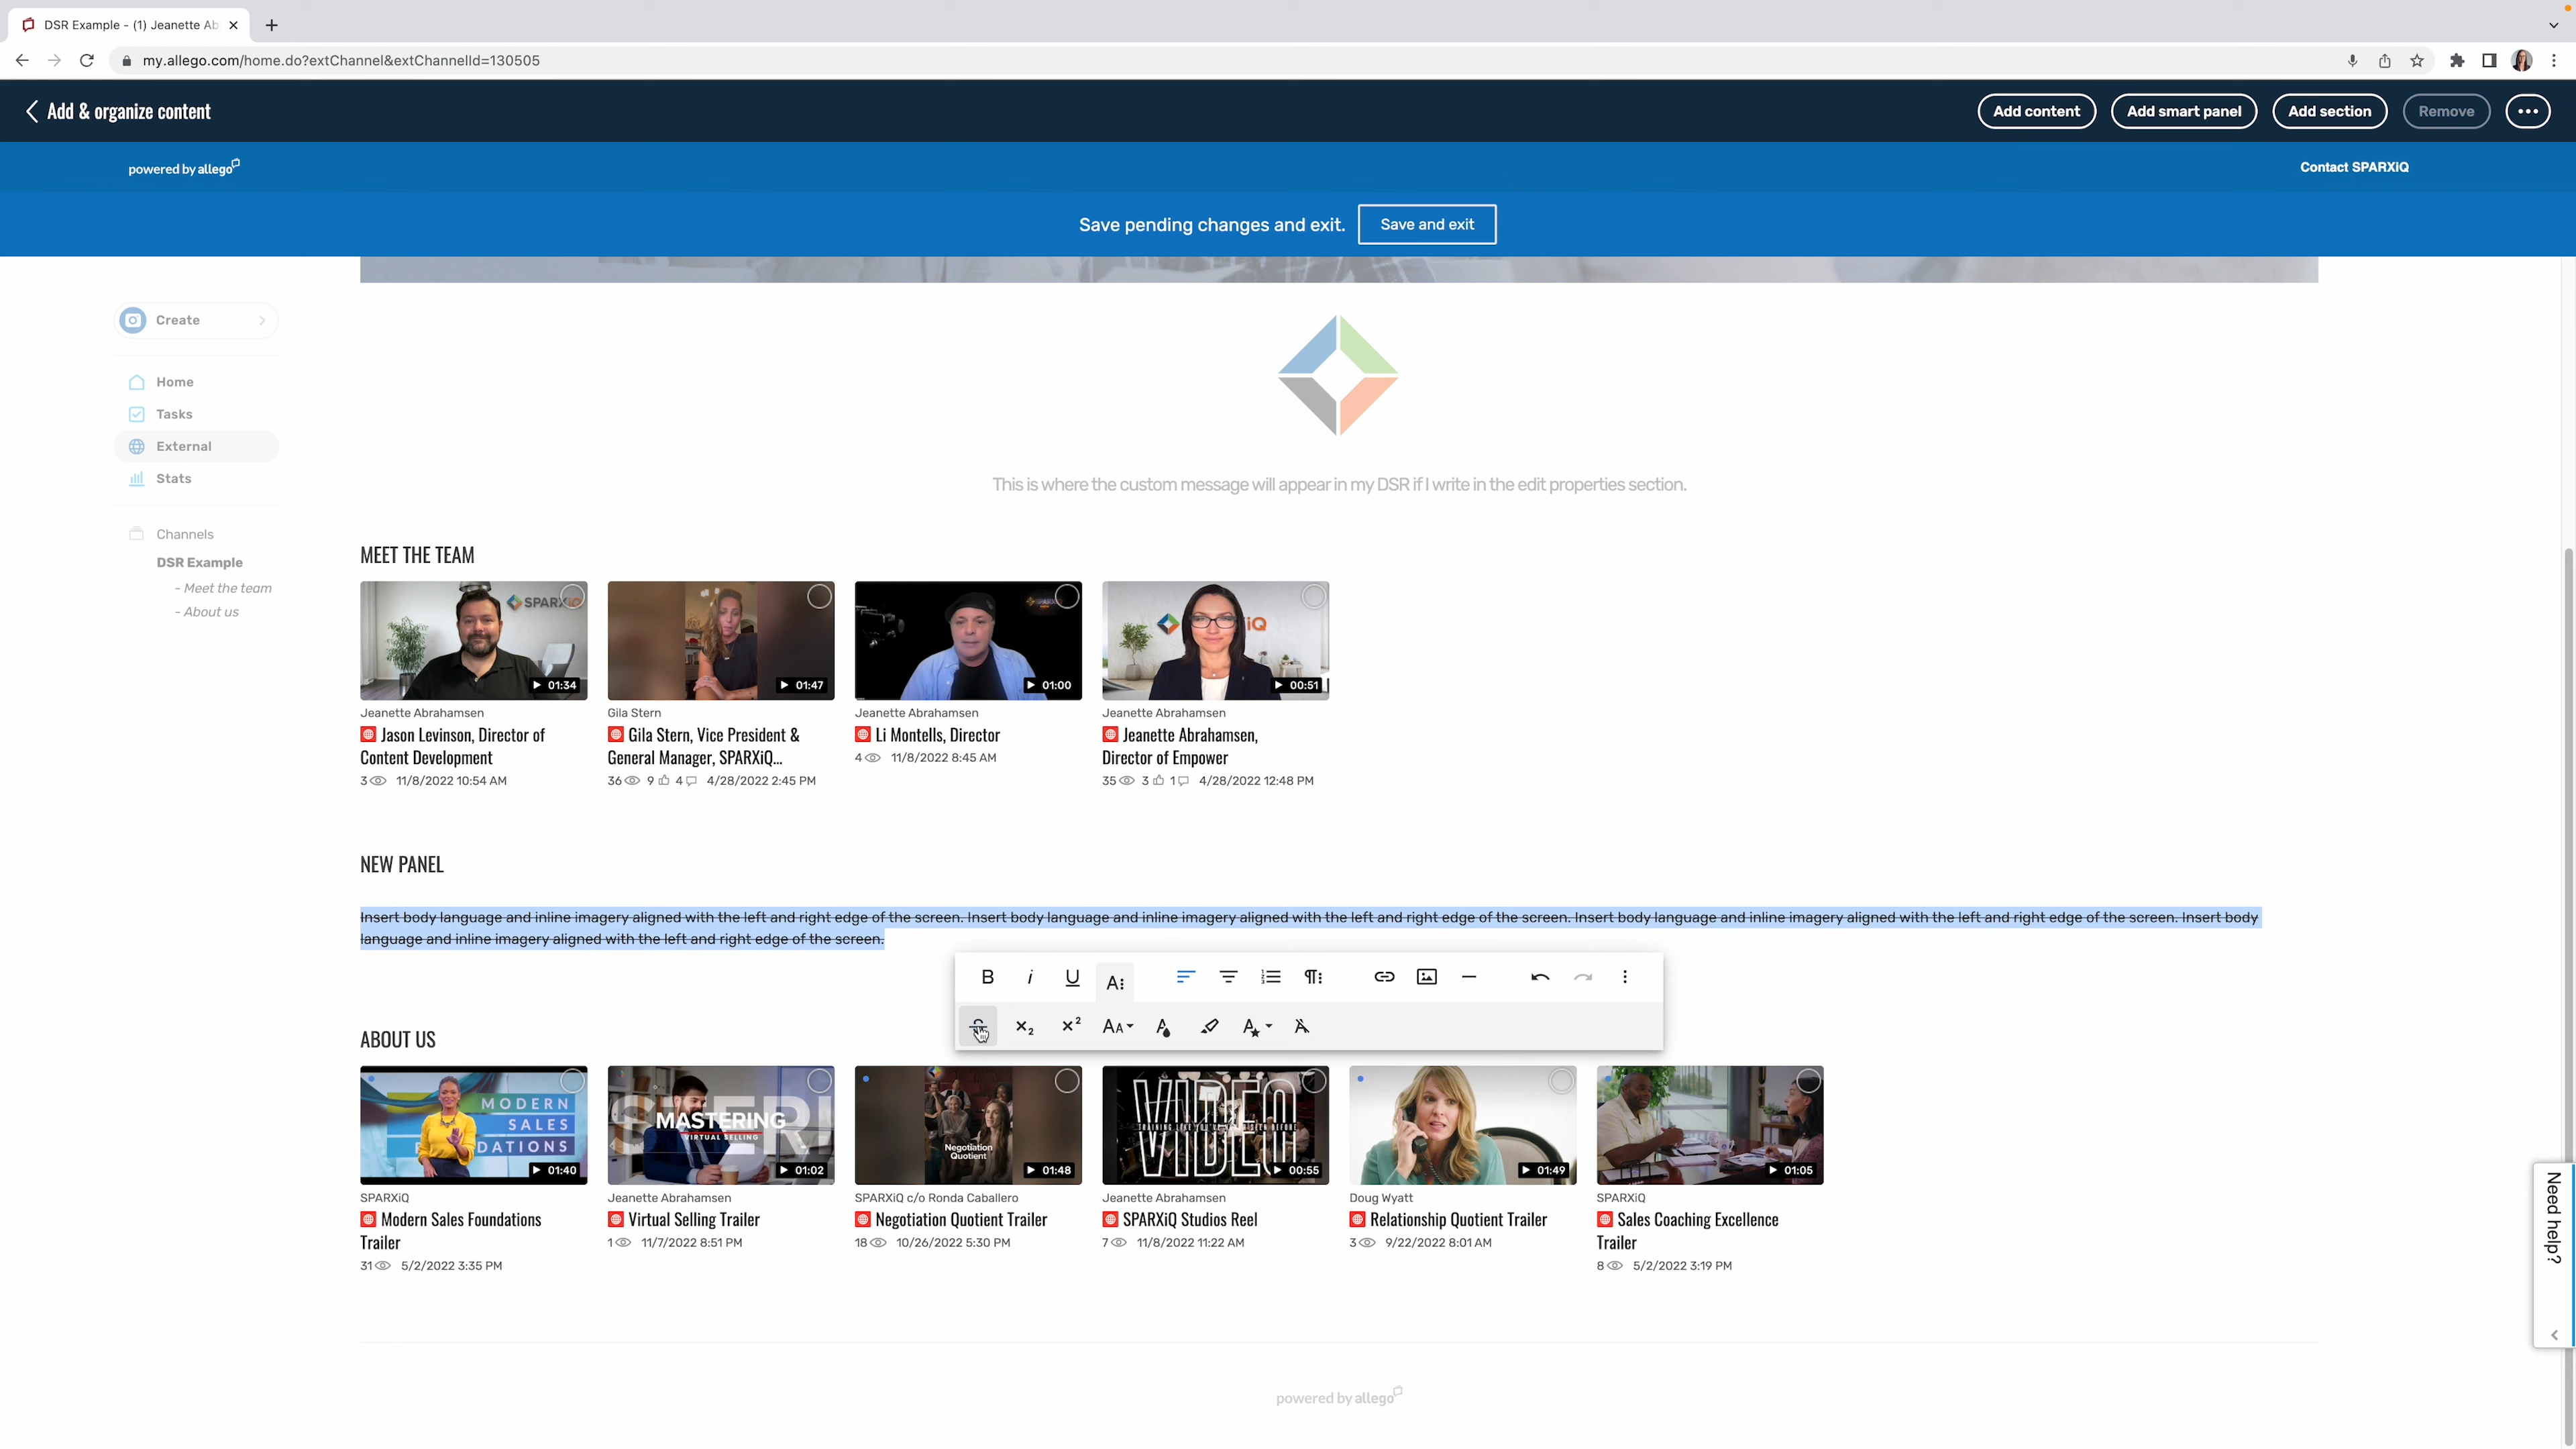 DSR Example - (1) Jeanette Ab
my.allego.com/home.do?extChannel&extChannelId=130505
Add & organize content
Add content
Add smart panel
Add section
Remove
powered by allego
Contact SPARXiQ
Save pending changes and exit.
Save and exit
Create
Home
Tasks
External
Stats
Channels
DSR Example
- Meet the team
- About us
This is where the custom message will appear in my DSR if I write in the edit properties section.
MEET THE TEAM
SPARXiQ
01:34
01:47
01:00
iQ
00:51
Jeanette Abrahamsen
Jason Levinson, Director of
Content Development
3 11/8/2022 10:54 AM
Gila Stern
Gila Stern, Vice President &
General Manager, SPARXiQ...
36 9 4 4/28/2022 2:45 PM
Jeanette Abrahamsen
Li Montells, Director
4 11/8/2022 8:45 AM
Jeanette Abrahamsen
Jeanette Abrahamsen,
Director of Empower
35 3 1 4/28/2022 12:48 PM
NEW PANEL
Insert body language and inline imagery aligned with the left and right edge of the screen. Insert body language and inline imagery aligned with the left and right edge of the screen. Insert body language and inline imagery aligned with the left and right edge of the screen. Insert body
language and inline imagery aligned with the left and right edge of the screen.
ABOUT US
MODERN
SALES
DATIONS
01:40
SPARXiQ
Modern Sales Foundations
Trailer
31 5/2/2022 3:35 PM
MASTERING
VIRTUAL SELLING
01:02
Jeanette Abrahamsen
Virtual Selling Trailer
1 11/7/2022 8:51 PM
Negotiation
Quotient
01:48
SPARXiQ c/o Ronda Caballero
Negotiation Quotient Trailer
18 10/26/2022 5:30 PM
VIDEO
00:55
Jeanette Abrahamsen
SPARXiQ Studios Reel
7 11/8/2022 11:22 AM
01:49
Doug Wyatt
Relationship Quotient Trailer
3 9/22/2022 8:01 AM
01:05
SPARXiQ
Sales Coaching Excellence
Trailer
8 5/2/2022 3:19 PM
Need help?
powered by allego